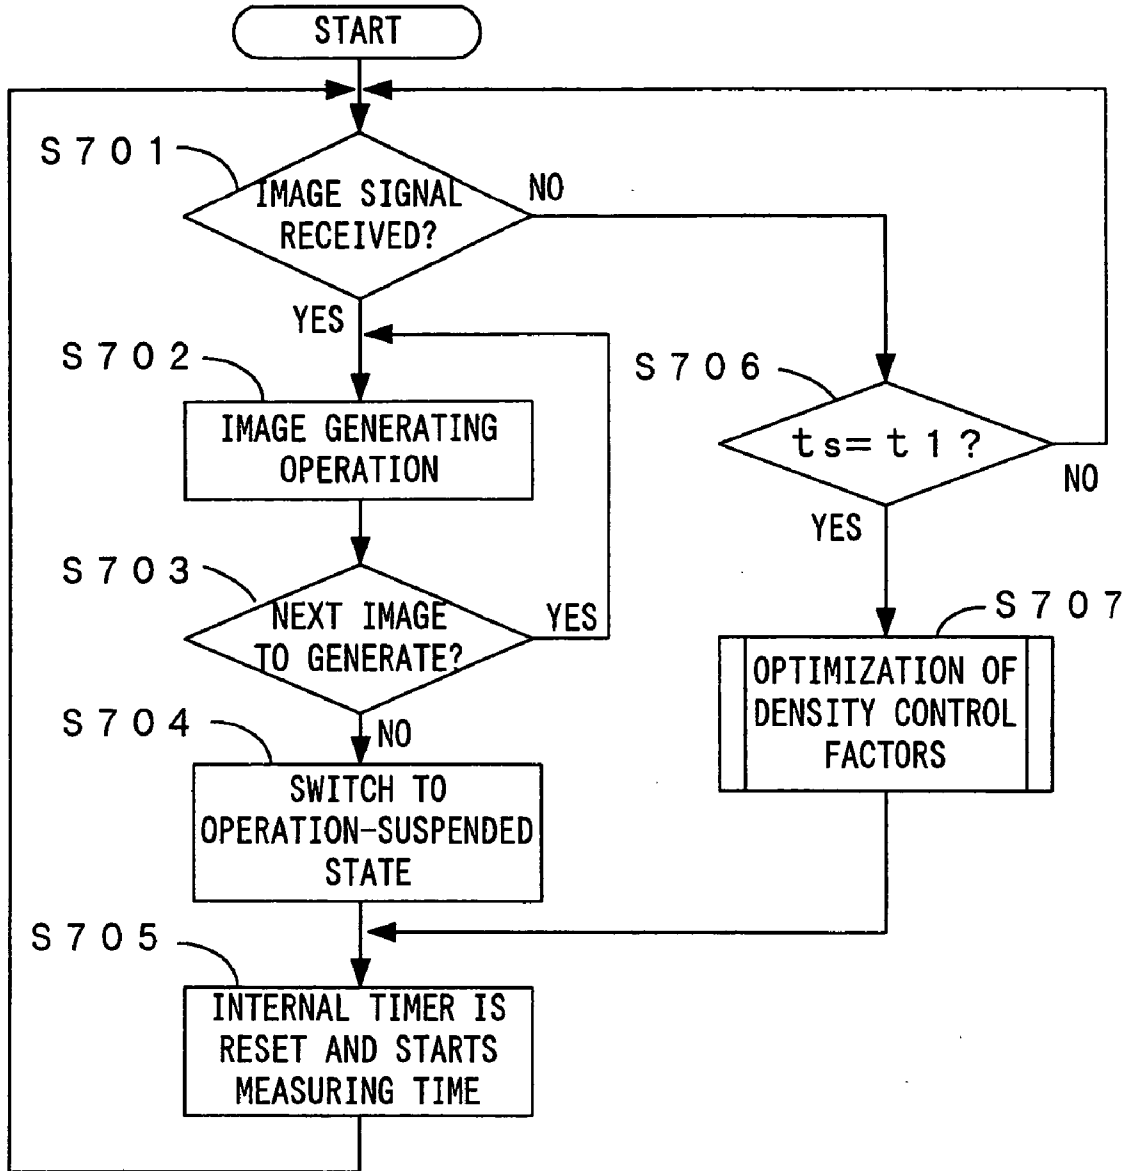 START
S701
IMAGE SIGNAL
RECEIVED?
NO
YES
S702
IMAGE GENERATING
OPERATION
S703
NEXT IMAGE
TO GENERATE?
YES
NO
S704
SWITCH TO
OPERATION-SUSPENDED
STATE
S705
INTERNAL TIMER IS
RESET AND STARTS
MEASURING TIME
S706
ts=t1?
NO
YES
S707
OPTIMIZATION OF
DENSITY CONTROL
FACTORS